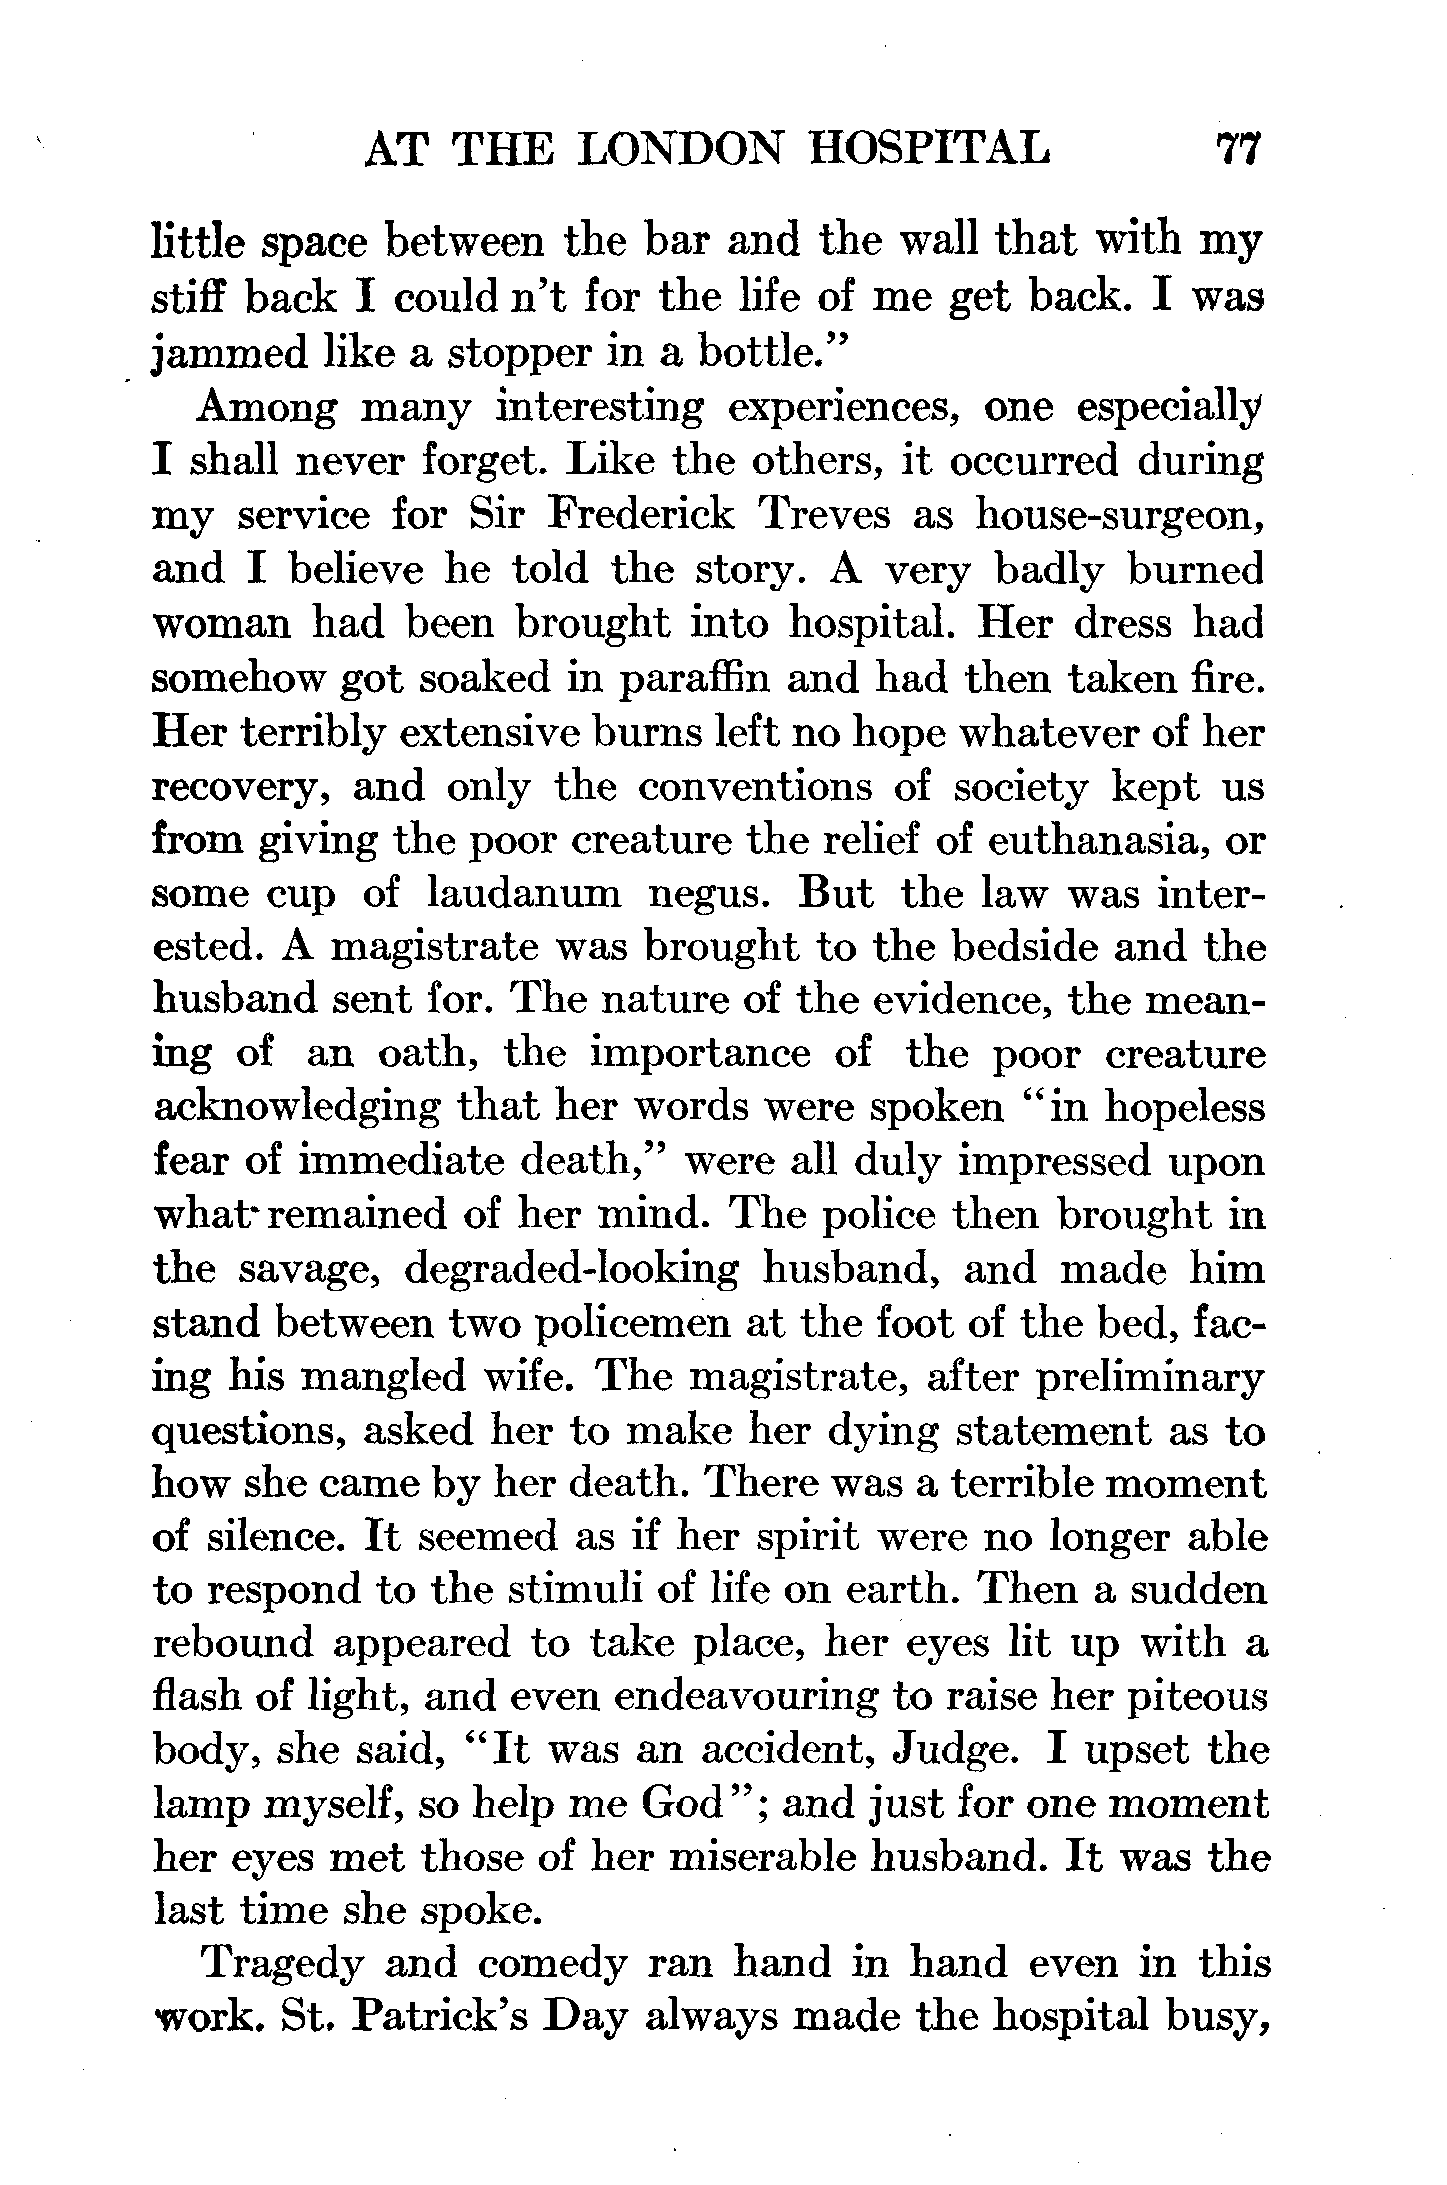 AT THE LONDON HOSPITAL 77
little space between the bar and the wall that with my
stiff back I could n't for the life of me get back. I was
jammed like a stopper in a bottle."
Among many interesting experiences, one especially
I shall never forget. Like the others, it occurred during
my service for Sir Frederick Treves as house-surgeon,
and I believe he told the story. A very badly burned
woman had been brought into hospital. Her dress had
somehow got soaked in paraffin and had then taken fire.
Her terribly extensive burns left no hope whatever of her
recovery, and only the conventions of society kept us
from giving the poor creature the relief of euthanasia, or
some cup of laudanum negus. But the law was inter-
ested. A magistrate was brought to the bedside and the
husband sent for. The nature of the evidence, the mean-
ing of an oath, the importance of the poor creature
acknowledging that her words were spoken "in hopeless
fear of immediate death," were all duly impressed upon
what remained of her mind. The police then brought in
the savage, degraded-looking husband, and made him
stand between two policemen at the foot of the bed, fac-
ing his mangled wife. The magistrate, after preliminary
questions, asked her to make her dying statement as to
how she came by her death. There was a terrible moment
of silence. It seemed as if her spirit were no longer able
to respond to the stimuli of life on earth. Then a sudden
rebound appeared to take place, her eyes lit up with a
flash of light, and even endeavouring to raise her piteous
body, she said, "It was an accident, Judge. I upset the
lamp myself, so help me God"; and just for one moment
her eyes met those of her miserable husband. It was the
last time she spoke.
Tragedy and comedy ran hand in hand even in this
work. St. Patrick's Day always made the hospital busy,